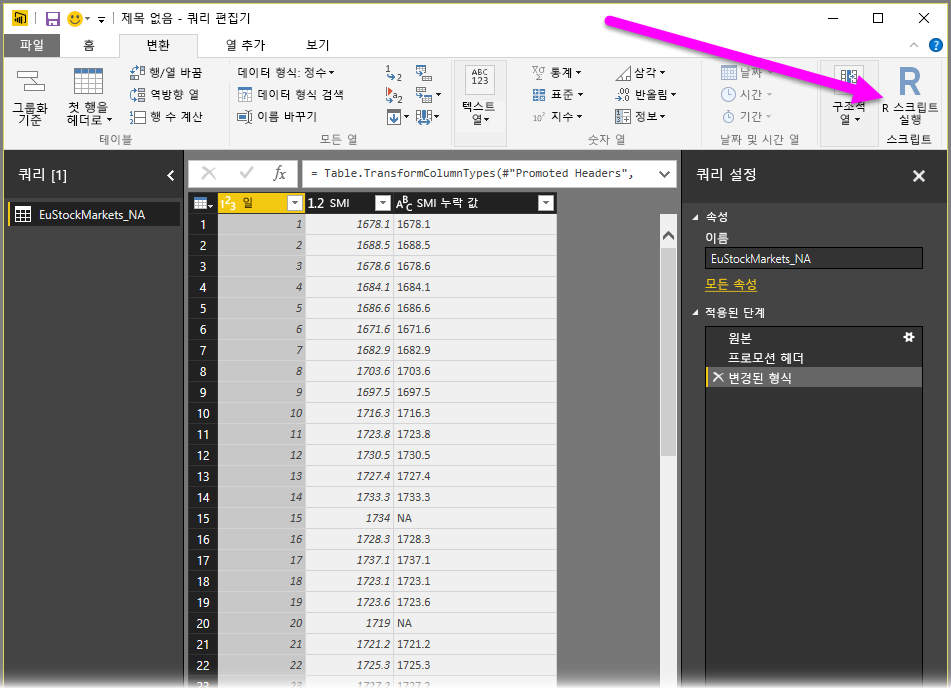 제목 없음 - 쿼리 편집기
파일 홈 변환 열 추가 보기
그룹화 기준
첫 행을 헤더로
행/열 바꿈
역방향 열
행 수 계산
테이블
데이터 형식: 정수
데이터 형식 검색
이름 바꾸기
모든 열
ABC
123
텍스트 열
통계
표준
10² 지수
삼각
.00 반올림
정보
숫자 열
날짜
시간
기간
날짜 및 시간 열
구조적 열
R
R 스크립트 실행
스크립트
쿼리 [1]
EuStockMarkets_NA
fx
= Table.TransformColumnTypes(#"Promoted Headers",
123 일 1.2 SMI ABC SMI 누락 값
1 1 1678.1 1678.1
2 2 1688.5 1688.5
3 3 1678.6 1678.6
4 4 1684.1 1684.1
5 5 1686.6 1686.6
6 6 1671.6 1671.6
7 7 1682.9 1682.9
8 8 1703.6 1703.6
9 9 1697.5 1697.5
10 10 1716.3 1716.3
11 11 1723.8 1723.8
12 12 1730.5 1730.5
13 13 1727.4 1727.4
14 14 1733.3 1733.3
15 15 1734 NA
16 16 1728.3 1728.3
17 17 1737.1 1737.1
18 18 1723.1 1723.1
19 19 1723.6 1723.6
20 20 1719 NA
21 21 1721.2 1721.2
22 22 1725.3 1725.3
23 23 1727.2 1727.2
쿼리 설정
속성
이름
EuStockMarkets_NA
모든 속성
적용된 단계
원본
프로모션 헤더
변경된 형식